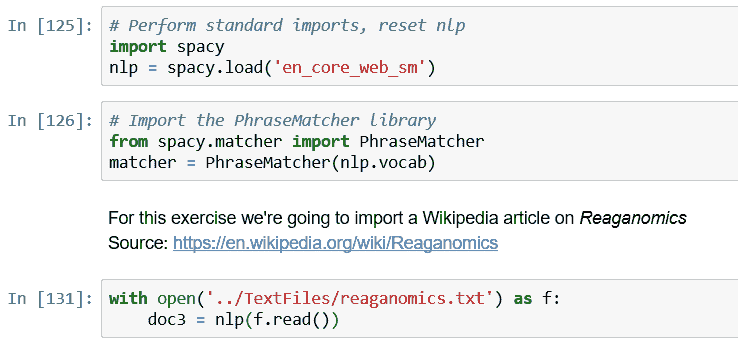 In [125]: # Perform standard imports, reset nlp
import spacy
nlp = spacy.load('en_core_web_sm')
In [126]: # Import the PhraseMatcher library
from spacy.matcher import PhraseMatcher
matcher = PhraseMatcher(nlp.vocab)
For this exercise we're going to import a Wikipedia article on Reaganomics
Source: https://en.wikipedia.org/wiki/Reaganomics
In [131]: with open('../TextFiles/reaganomics.txt') as f:
    doc3 = nlp(f.read())